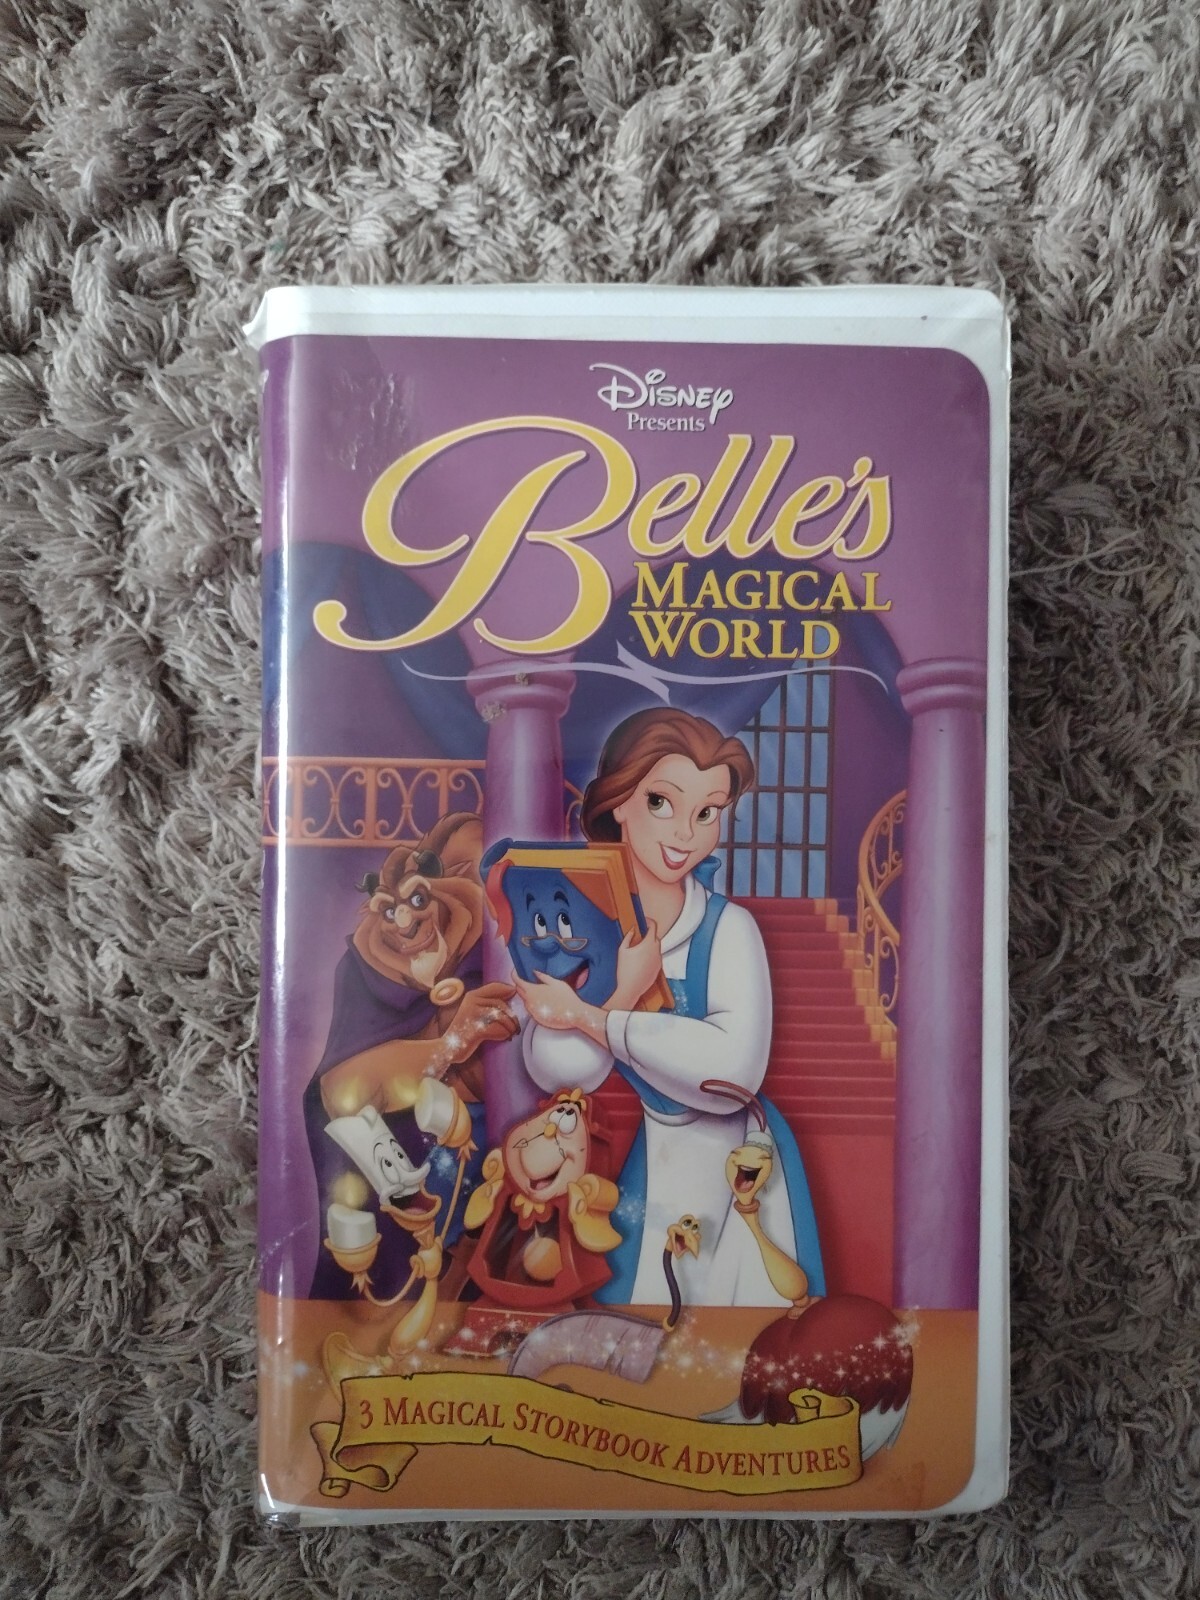 Disney
Presents
Belle's
MAGICAL
WORLD
3 MAGICAL STORYBOOK ADVENTURES